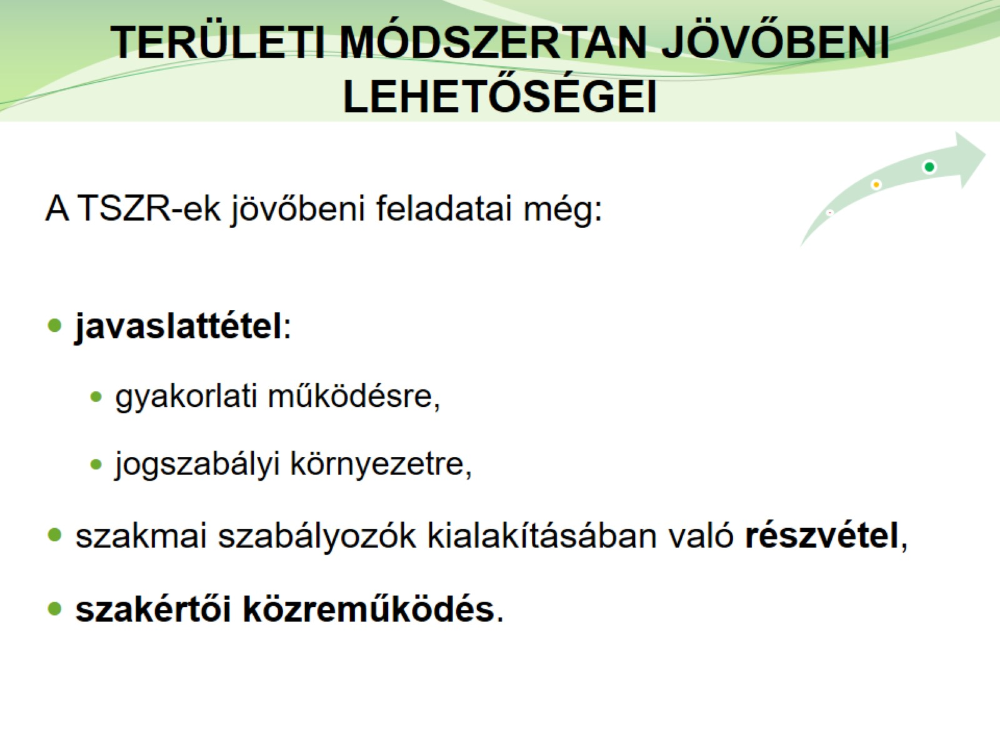 TERÜLETI MÓDSZERTAN JÖVŐBENI
LEHETŐSÉGEI
A TSZR-ek jövőbeni feladatai még:
javaslattétel:
gyakorlati működésre,
jogszabályi környezetre,
szakmai szabályozók kialakításában való részvétel,
szakértői közreműködés.